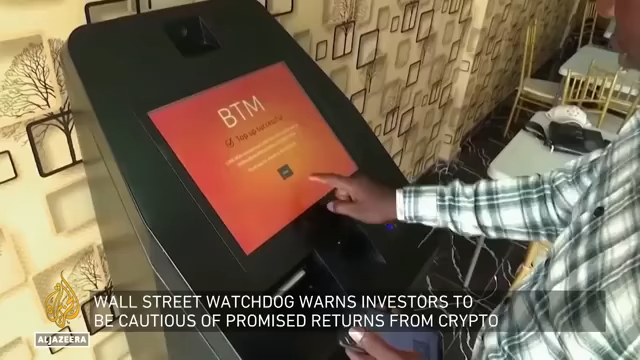 BTM
Top up successful
WALL STREET WATCHDOG WARNS INVESTORS TO
BE CAUTIOUS OF PROMISED RETURNS FROM CRYPTO
ALJAZEERA